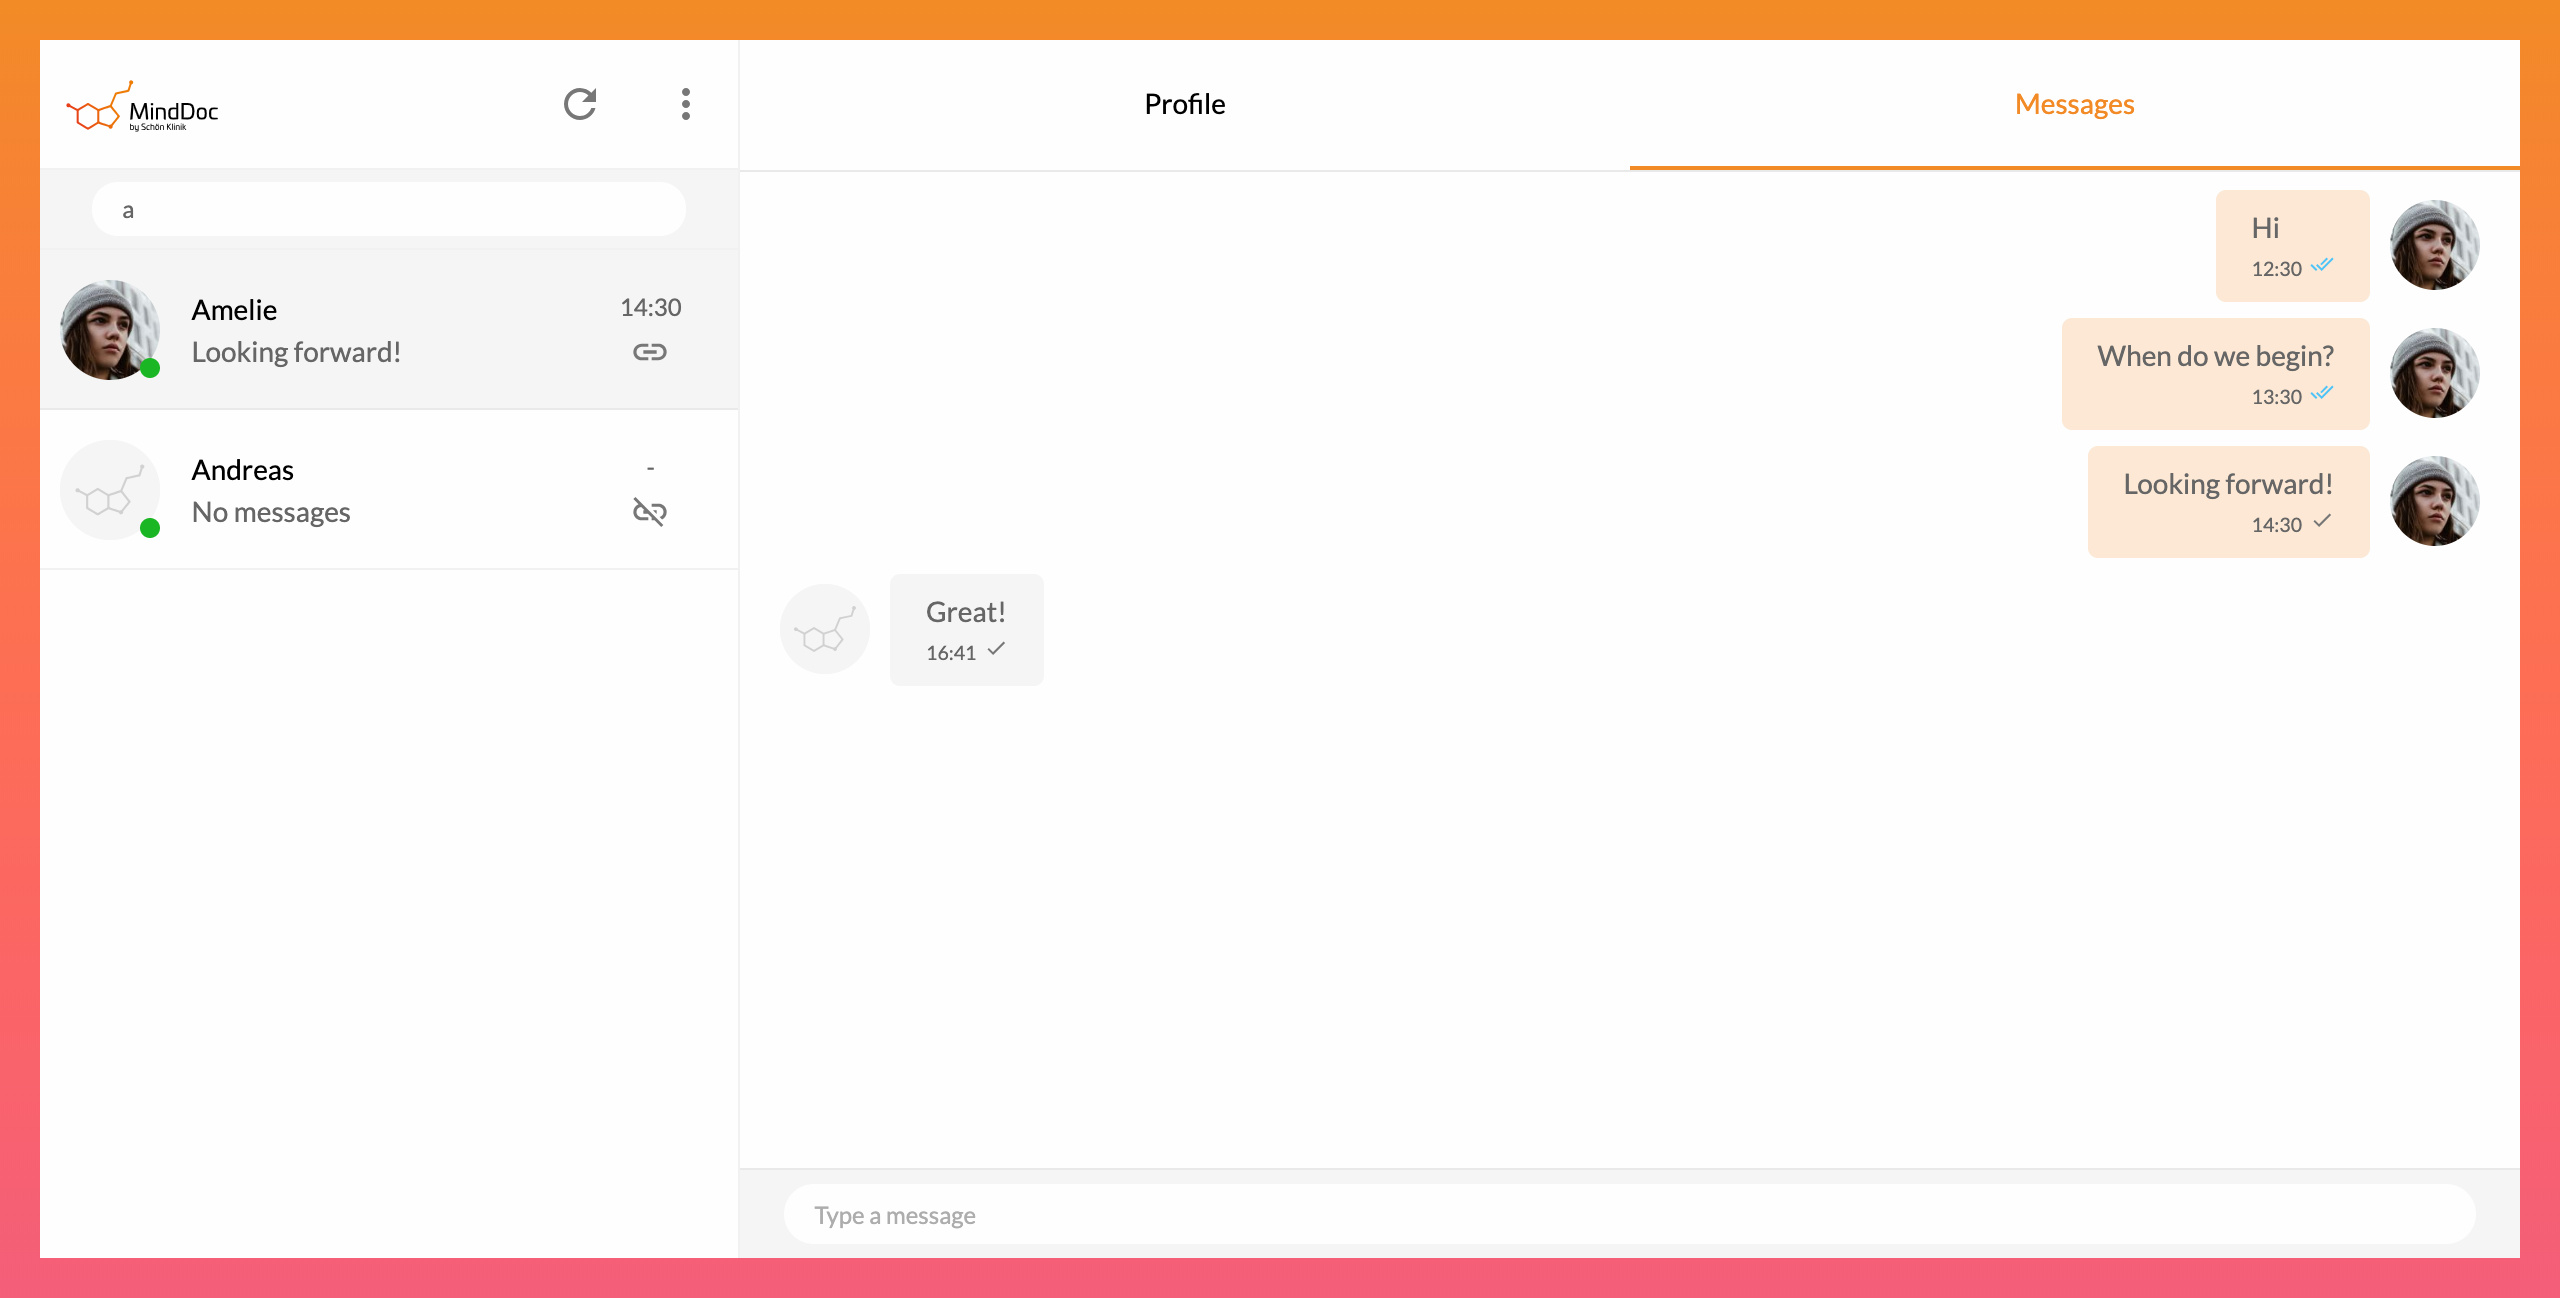 MindDoc
by Schön Klinik
a
Amelie
14:30
Looking forward!
Andreas
-
No messages
Profile
Messages
Hi
12:30
When do we begin?
13:30
Looking forward!
14:30
Great!
16:41
Type a message